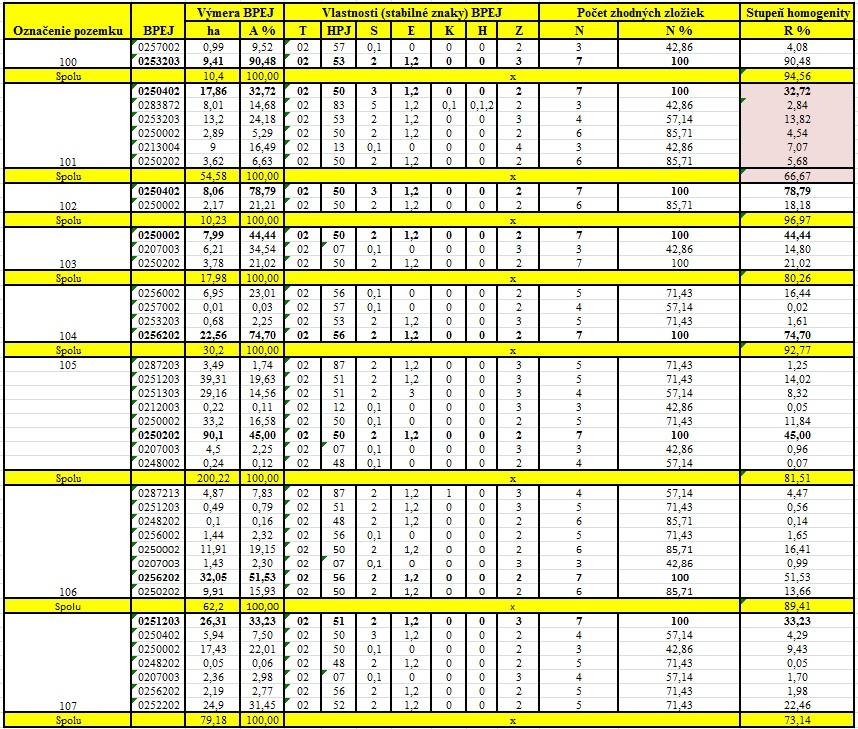 Označenie pozemku BPEJ Výmera BPEJ Vlastnosti (stabilné znaky) BPEJ Počet zhodných zložiek Stupeň homogenity
ha A % T HPJ S E K H Z N N % R %
0257002 0,99 9,52 02 57 0,1 0 0 0 2 3 42,86 4,08
100 0253203 9,41 90,48 02 53 2 1,2 0 0 3 7 100 90,48
Spolu 10,4 100,00 x 94,56
0250402 17,86 32,72 02 50 3 1,2 0 0 2 7 100 32,72
0283872 8,01 14,68 02 83 5 1,2 0,1 0,1,2 2 3 42,86 2,84
0253203 13,2 24,18 02 53 2 1,2 0 0 3 4 57,14 13,82
0250002 2,89 5,29 02 50 2 1,2 0 0 2 6 85,71 4,54
0213004 9 16,49 02 13 0,1 0 0 0 4 3 42,86 7,07
101 0250202 3,62 6,63 02 50 2 1,2 0 0 2 6 85,71 5,68
Spolu 54,58 100,00 x 66,67
0250402 8,06 78,79 02 50 3 1,2 0 0 2 7 100 78,79
102 0250002 2,17 21,21 02 50 2 1,2 0 0 2 6 85,71 18,18
Spolu 10,23 100,00 x 96,97
0250002 7,99 44,44 02 50 2 1,2 0 0 2 7 100 44,44
0207003 6,21 34,54 02 07 0,1 0 0 0 3 3 42,86 14,80
103 0250202 3,78 21,02 02 50 2 1,2 0 0 2 7 100 21,02
Spolu 17,98 100,00 x 80,26
0256002 6,95 23,01 02 56 0,1 0 0 0 2 5 71,43 16,44
0257002 0,01 0,03 02 57 0,1 0 0 0 2 4 57,14 0,02
0253203 0,68 2,25 02 53 2 1,2 0 0 3 5 71,43 1,61
104 0256202 22,56 74,70 02 56 2 1,2 0 0 2 7 100 74,70
Spolu 30,2 100,00 x 92,77
105 0287203 3,49 1,74 02 87 2 1,2 0 0 3 5 71,43 1,25
0251203 39,31 19,63 02 51 2 1,2 0 0 3 5 71,43 14,02
0251303 29,16 14,56 02 51 2 3 0 0 3 4 57,14 8,32
0212003 0,22 0,11 02 12 0,1 0 0 0 3 3 42,86 0,05
0250002 33,2 16,58 02 50 0,1 0 0 0 2 5 71,43 11,84
0250202 90,1 45,00 02 50 2 1,2 0 0 2 7 100 45,00
0207003 4,5 2,25 02 07 0,1 0 0 0 3 3 42,86 0,96
0248002 0,24 0,12 02 48 0,1 0 0 0 2 4 57,14 0,07
Spolu 200,22 100,00 x 81,51
0287213 4,87 7,83 02 87 2 1,2 1 0 3 4 57,14 4,47
0251203 0,49 0,79 02 51 2 1,2 0 0 3 5 71,43 0,56
0248202 0,1 0,16 02 48 2 1,2 0 0 2 6 85,71 0,14
0256002 1,44 2,32 02 56 0,1 0 0 0 2 5 71,43 1,65
0250002 11,91 19,15 02 50 2 1,2 0 0 2 6 85,71 16,41
0207003 1,43 2,30 02 07 0,1 0 0 0 3 3 42,86 0,99
0256202 32,05 51,53 02 56 2 1,2 0 0 2 7 100 51,53
106 0250202 9,91 15,93 02 50 2 1,2 0 0 2 6 85,71 13,66
Spolu 62,2 100,00 x 89,41
0251203 26,31 33,23 02 51 2 1,2 0 0 3 7 100 33,23
0250402 5,94 7,50 02 50 3 1,2 0 0 2 4 57,14 4,29
0250002 17,43 22,01 02 50 0,1 0 0 0 2 3 42,86 9,43
0248202 0,05 0,06 02 48 2 1,2 0 0 2 5 71,43 0,05
0207003 2,36 2,98 02 07 0,1 0 0 0 3 4 57,14 1,70
0256202 2,19 2,77 02 56 2 1,2 0 0 2 5 71,43 1,98
107 0252202 24,9 31,45 02 52 2 1,2 0 0 2 5 71,43 22,46
Spolu 79,18 100,00 x 73,14